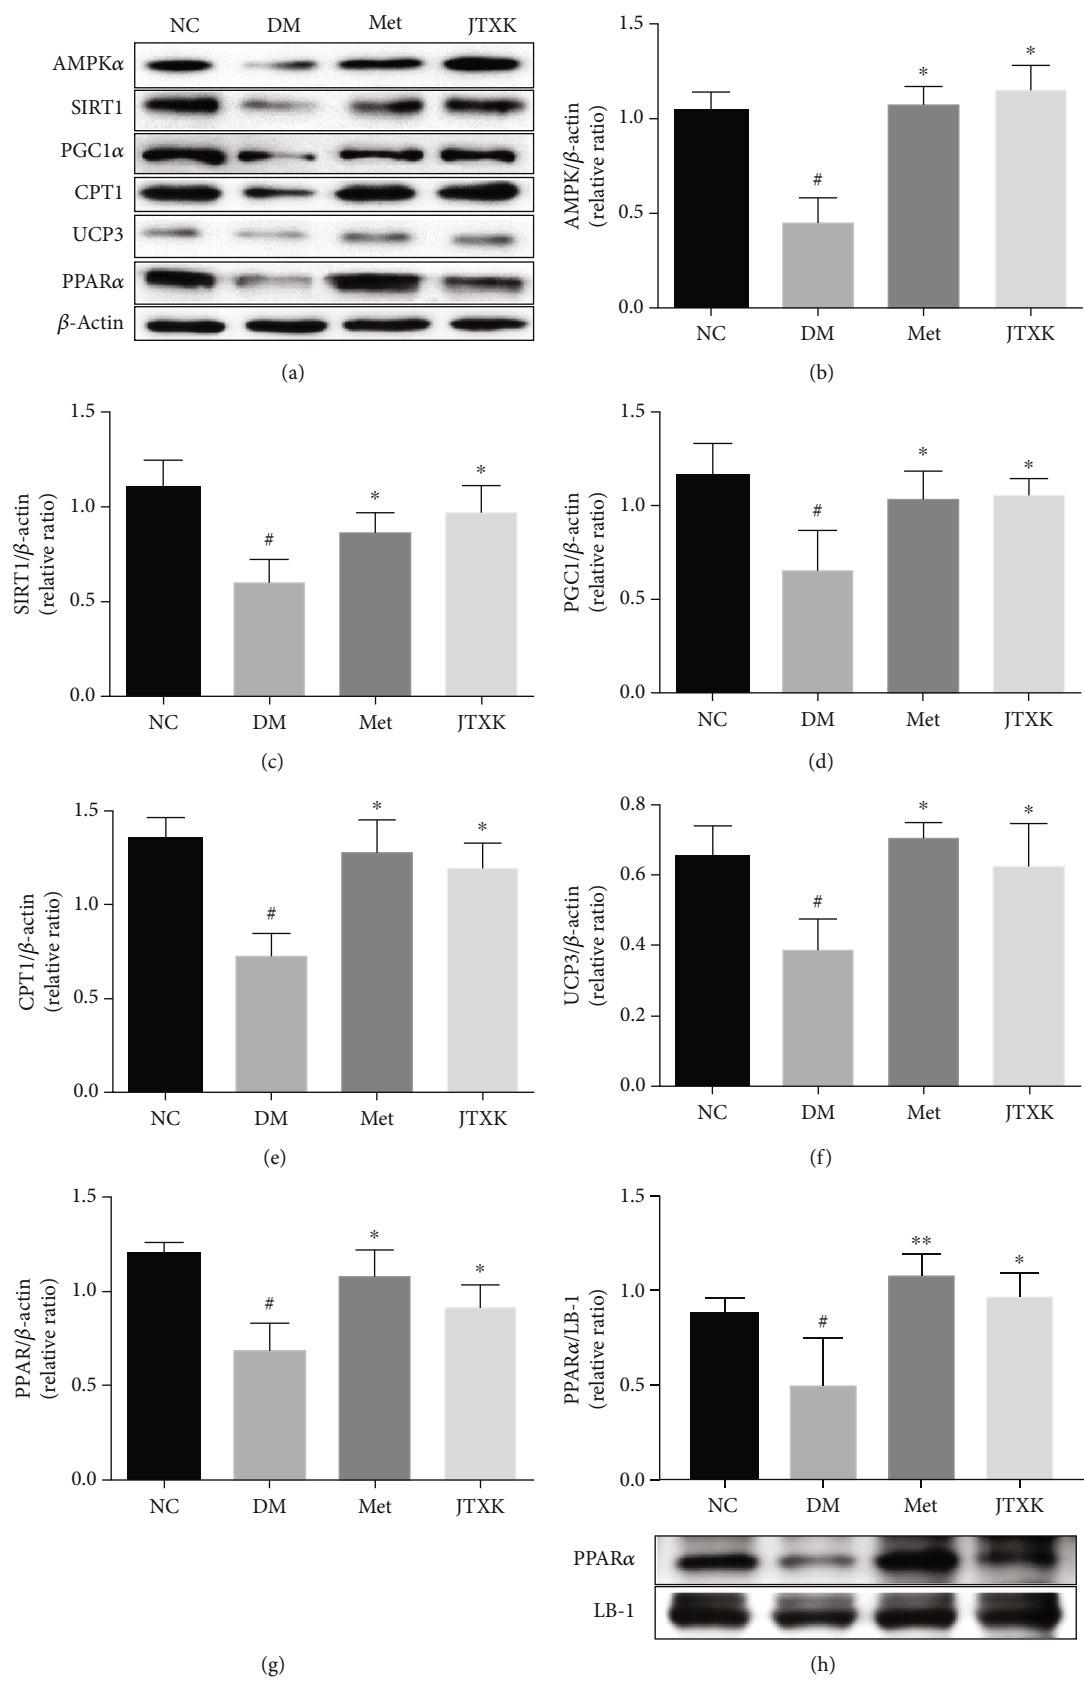 NC DM Met JTXK
AMPKα
SIRT1
PGC1α
CPT1
UCP3
PPARα
β-Actin
(a)
AMPK/β-actin
(relative ratio)
1.5
1.0
0.5
0.0
# * *
NC DM Met JTXK
(b)
SIRT1/β-actin
(relative ratio)
1.5
1.0
0.5
0.0
# * *
NC DM Met JTXK
(c)
PGC1/β-actin
(relative ratio)
1.5
1.0
0.5
0.0
# * *
NC DM Met JTXK
(d)
CPT1/β-actin
(relative ratio)
1.5
1.0
0.5
0.0
# * *
NC DM Met JTXK
(e)
UCP3/β-actin
(relative ratio)
0.8
0.6
0.4
0.2
0.0
# * *
NC DM Met JTXK
(f)
PPAR/β-actin
(relative ratio)
1.5
1.0
0.5
0.0
# * *
NC DM Met JTXK
(g)
PPARα/LB-1
(relative ratio)
1.5
1.0
0.5
0.0
# ** *
NC DM Met JTXK
PPARα
LB-1
(h)